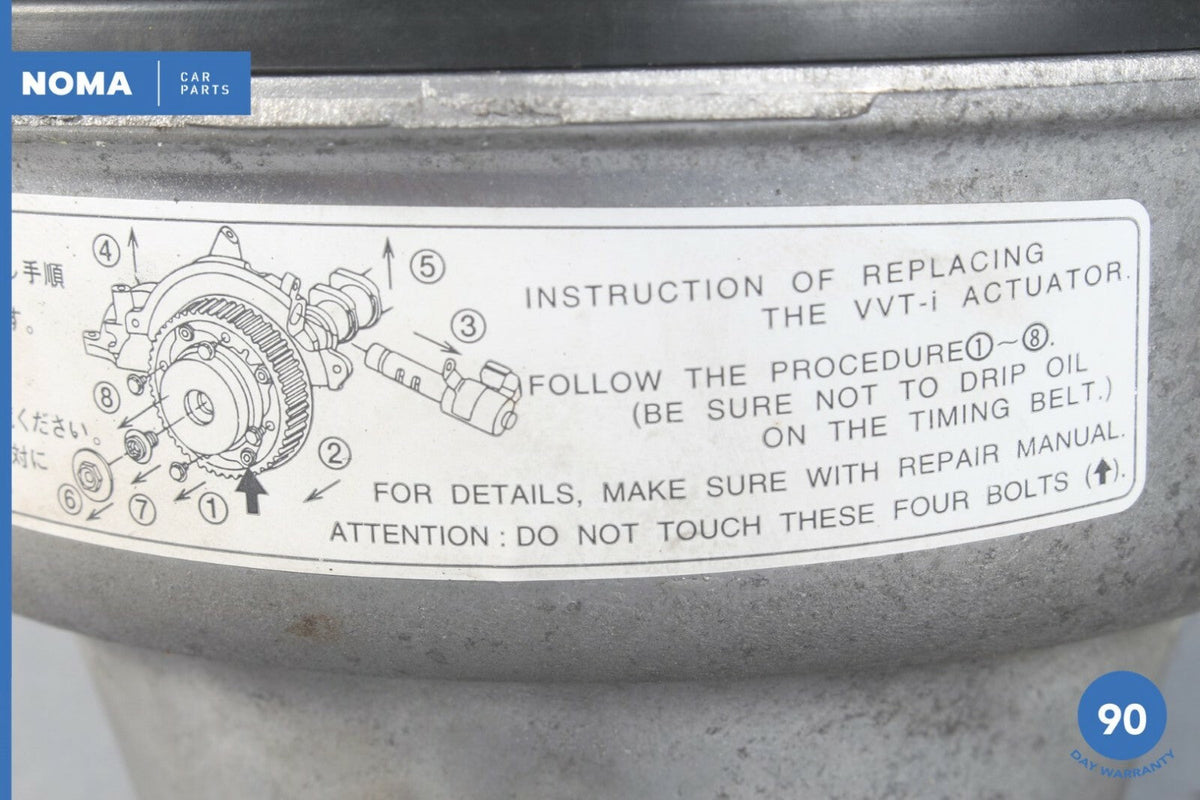 NOMA
CAR
PARTS
手順
す。
ください。
対に
④
⑤
③
⑧
②
⑥
⑦
①
INSTRUCTION OF REPLACING
THE VVT-i ACTUATOR.
FOLLOW THE PROCEDURE①~⑧.
(BE SURE NOT TO DRIP OIL
ON THE TIMING BELT.)
FOR DETAILS, MAKE SURE WITH REPAIR MANUAL.
ATTENTION : DO NOT TOUCH THESE FOUR BOLTS (⬆).
90
DAY WARRANTY